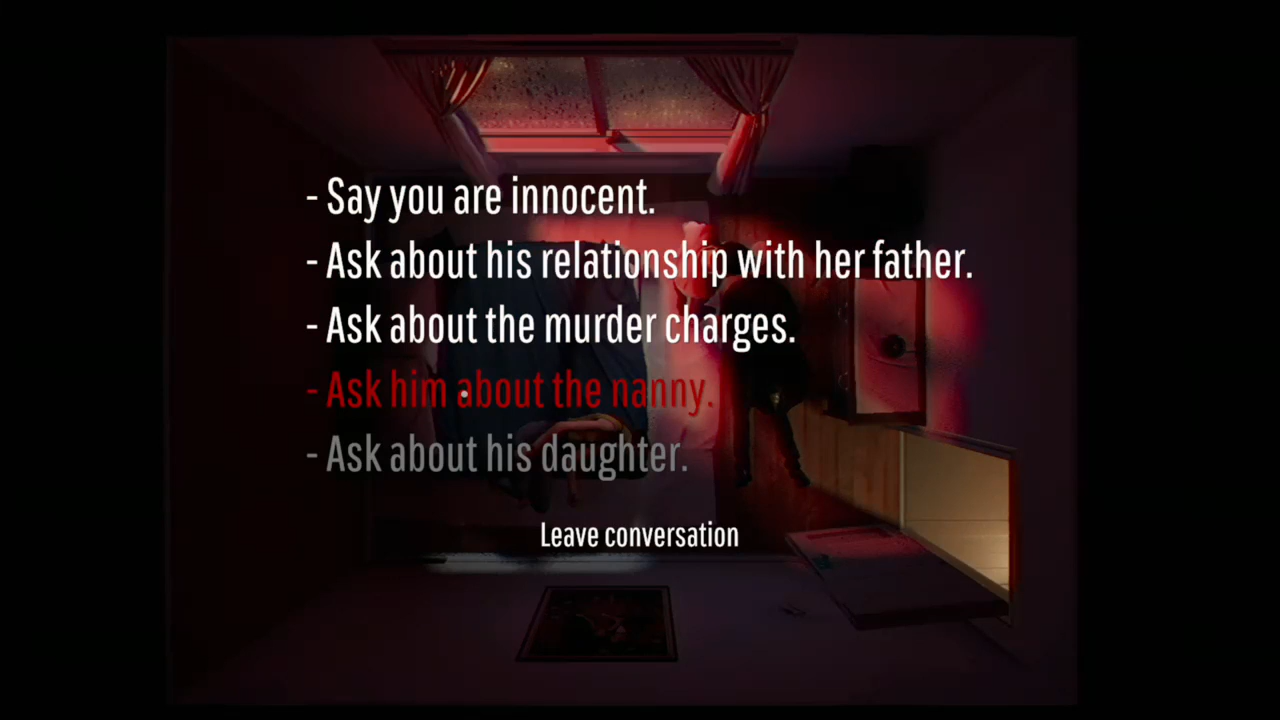 - Say you are innocent.
- Ask about his relationship with her father.
- Ask about the murder charges.
- Ask him about the nanny.
- Ask about his daughter.
Leave conversation